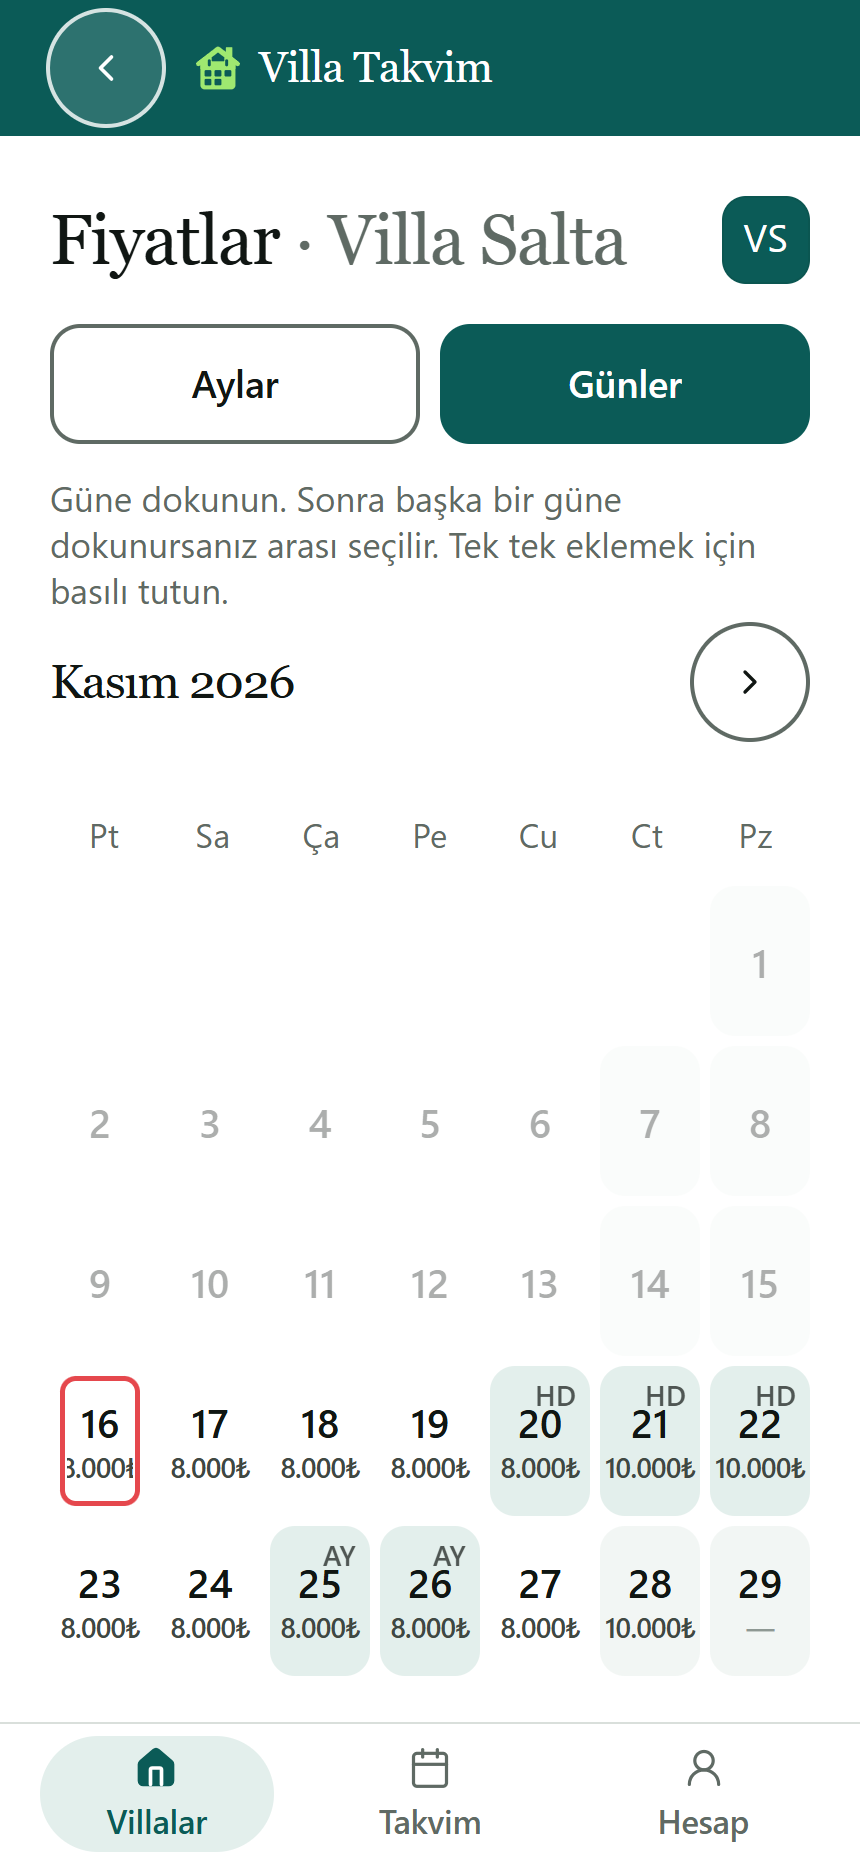 Villa Takvim
Fiyatlar · Villa Salta
VS
Aylar
Günler
Güne dokunun. Sonra başka bir güne
dokunursanız arası seçilir. Tek tek eklemek için
basılı tutun.
Kasım 2026
Pt Sa Ça Pe Cu Ct Pz
1
2 3 4 5 6 7 8
9 10 11 12 13 14 15
HD HD HD
16 17 18 19 20 21 22
8.000₺ 8.000₺ 8.000₺ 8.000₺ 10.000₺ 10.000₺
AY AY
23 24 25 26 27 28 29
8.000₺ 8.000₺ 8.000₺ 8.000₺ 8.000₺ 10.000₺ —
Villalar Takvim Hesap